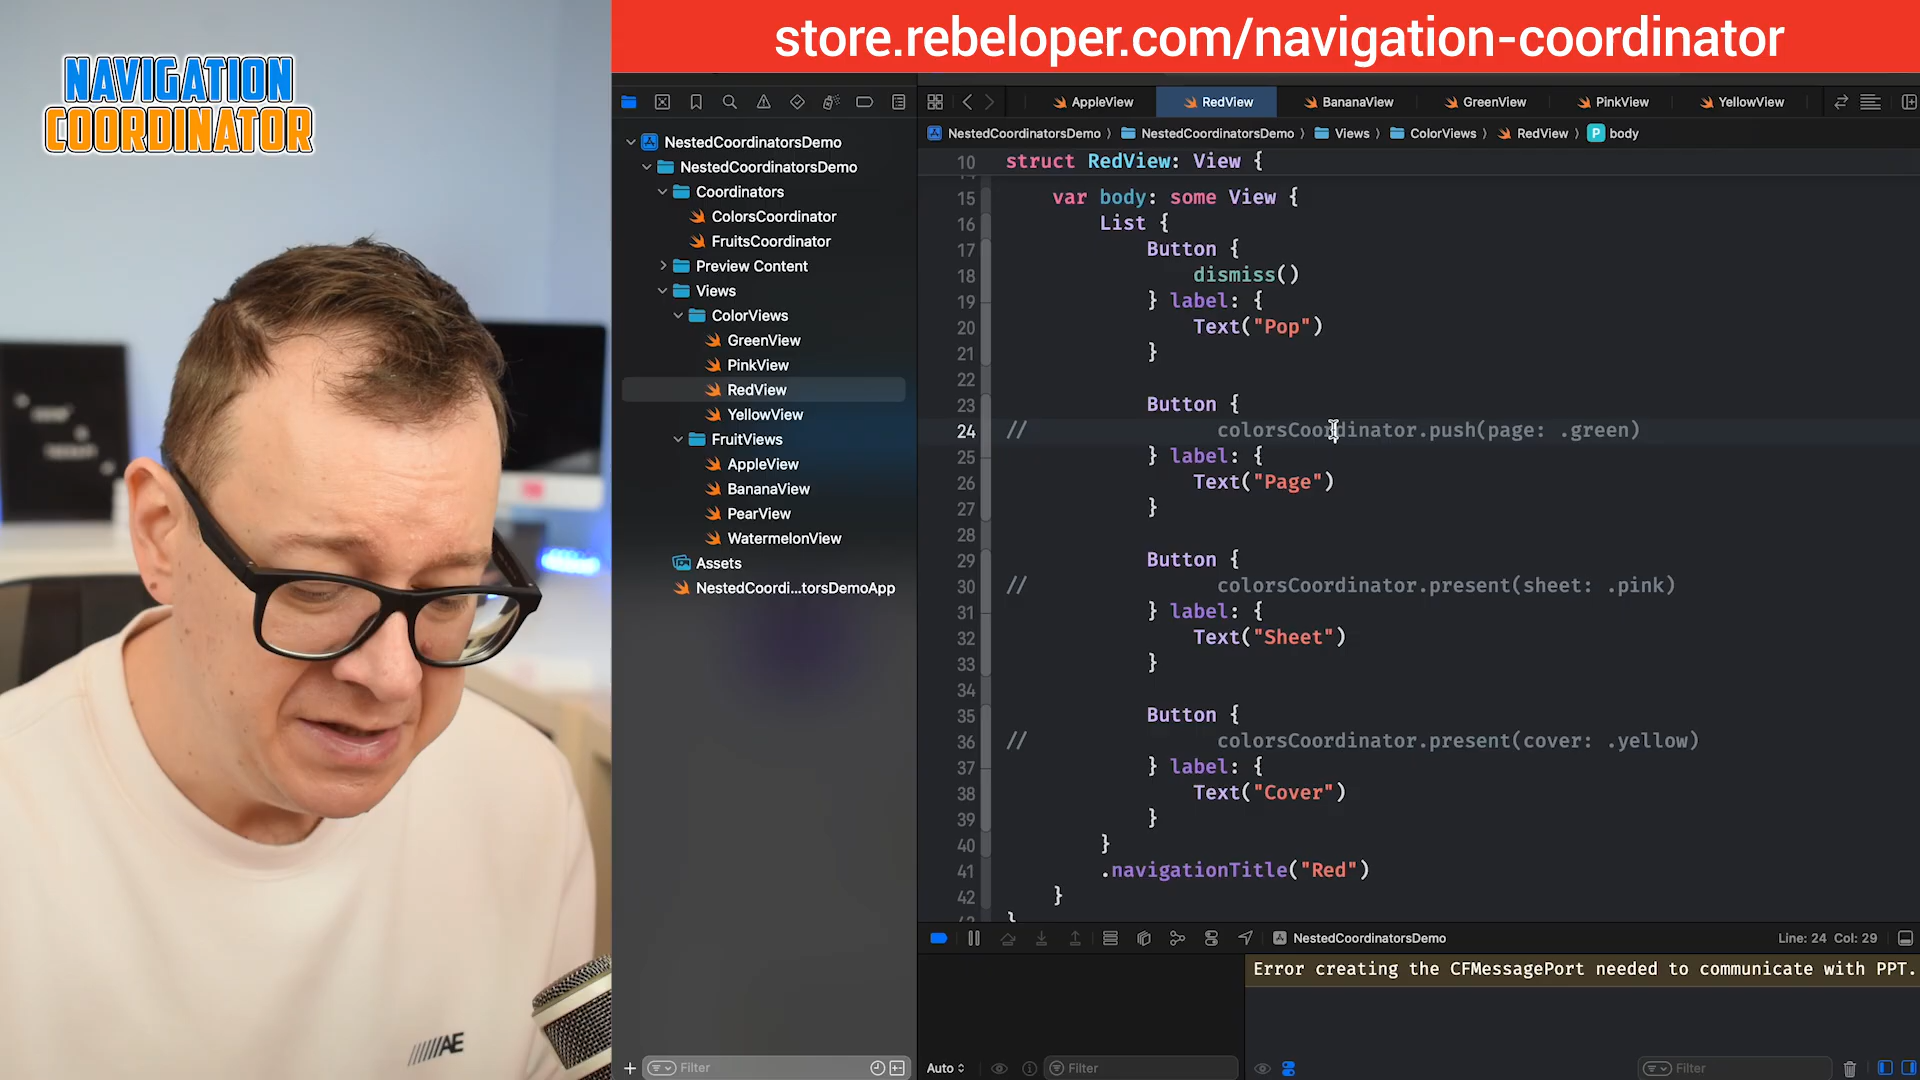 store.rebeloper.com/navigation-coordinator
NAVIGATION
COORDINATOR
AppleView
RedView
BananaView
GreenView
PinkView
YellowView
NestedCoordinatorsDemo
NestedCoordinatorsDemo
Views
ColorViews
RedView
P body
NestedCoordinatorsDemo
NestedCoordinatorsDemo
Coordinators
ColorsCoordinator
FruitsCoordinator
Preview Content
Views
ColorViews
GreenView
PinkView
RedView
YellowView
FruitViews
AppleView
BananaView
PearView
WatermelonView
Assets
NestedCoordi...torsDemoApp
10 struct RedView: View {
15 var body: some View {
16 List {
17 Button {
18 dismiss()
19 } label: {
20 Text("Pop")
21 }
22
23 Button {
24 // colorsCoordinator.push(page: .green)
25 } label: {
26 Text("Page")
27 }
28
29 Button {
30 // colorsCoordinator.present(sheet: .pink)
31 } label: {
32 Text("Sheet")
33 }
34
35 Button {
36 // colorsCoordinator.present(cover: .yellow)
37 } label: {
38 Text("Cover")
39 }
40 }
41 .navigationTitle("Red")
42 }
NestedCoordinatorsDemo
Line: 24 Col: 29
Error creating the CFMessagePort needed to communicate with PPT.
AE
Filter
Auto
Filter
Filter